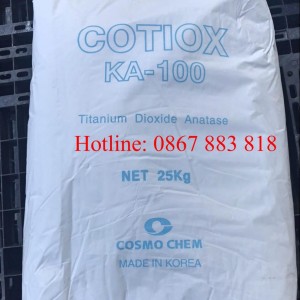 COTIOX
KA-100
Titanium Dioxide Anatase
Hotline: 0867 883 818
NET 25Kg
COSMO CHEM
MADE IN KOREA